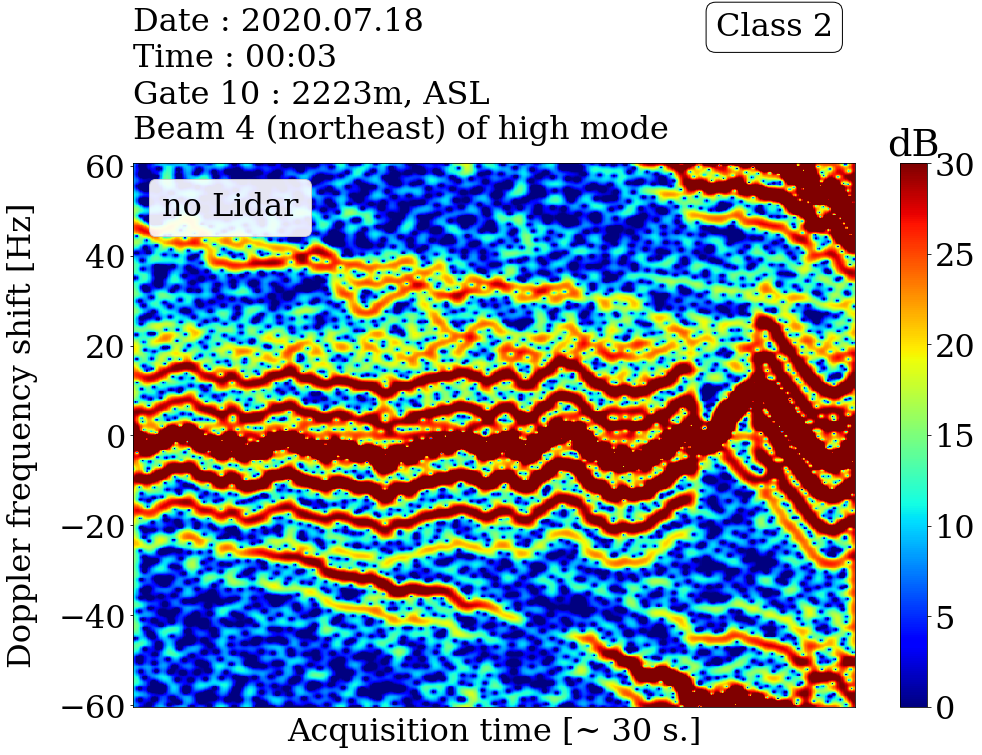 Date : 2020.07.18
Time : 00:03
Gate 10 : 2223m, ASL
Beam 4 (northeast) of high mode
Class 2
dB
no Lidar
Doppler frequency shift [Hz]
60
40
20
0
−20
−40
−60
30
25
20
15
10
5
0
Acquisition time [~ 30 s.]